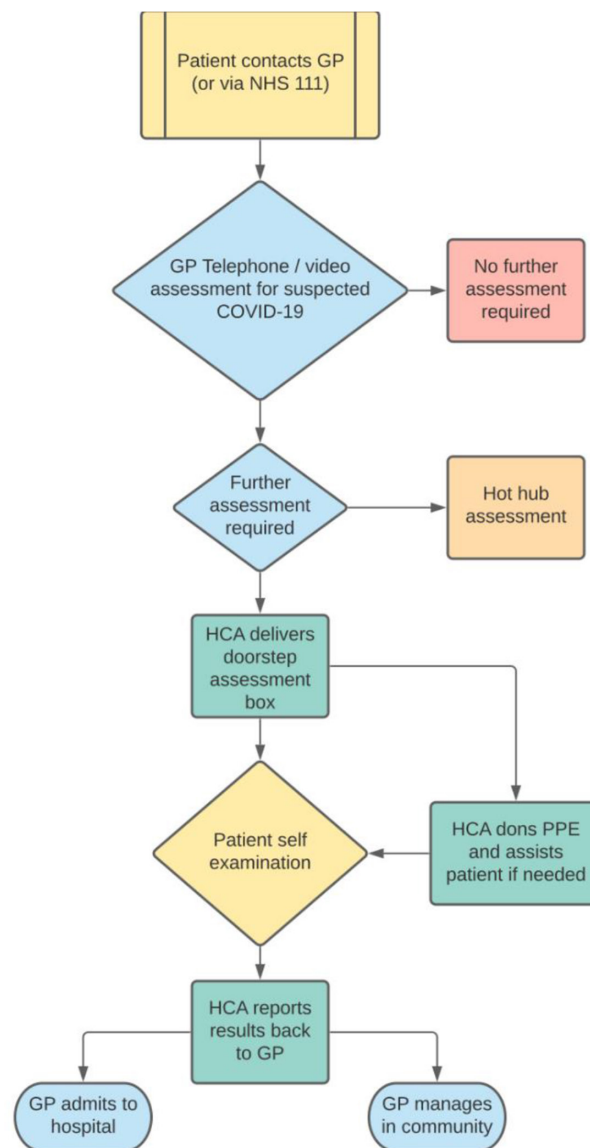 Patient contacts GP
(or via NHS 111)
GP Telephone / video
assessment for suspected
COVID-19
No further
assessment
required
Further
assessment
required
Hot hub
assessment
HCA delivers
doorstep
assessment
box
Patient self
examination
HCA dons PPE
and assists
patient if needed
HCA reports
results back
to GP
GP admits to
hospital
GP manages
in community